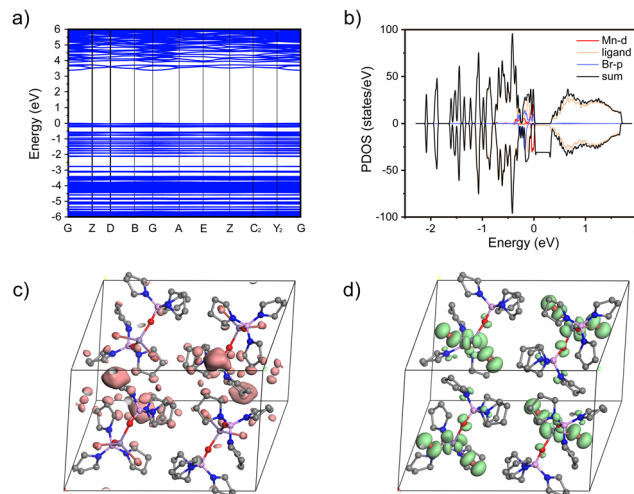 a)
6
5
4
3
2
1
0
-1
-2
-3
-4
-5
-6
Energy (eV)
G Z D B G A E Z C₂ Y₂ G
b)
100
50
0
-50
-100
PDOS (states/eV)
Mn-d
ligand
Br-p
sum
-2 -1 0 1
Energy (eV)
c)
d)